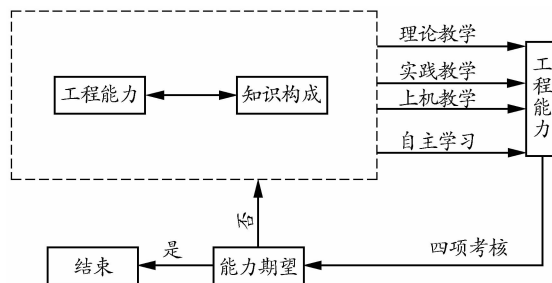 理论教学
实践教学
工程能力
知识构成
上机教学
工程能力
自主学习
否
是
四项考核
结束
能力期望